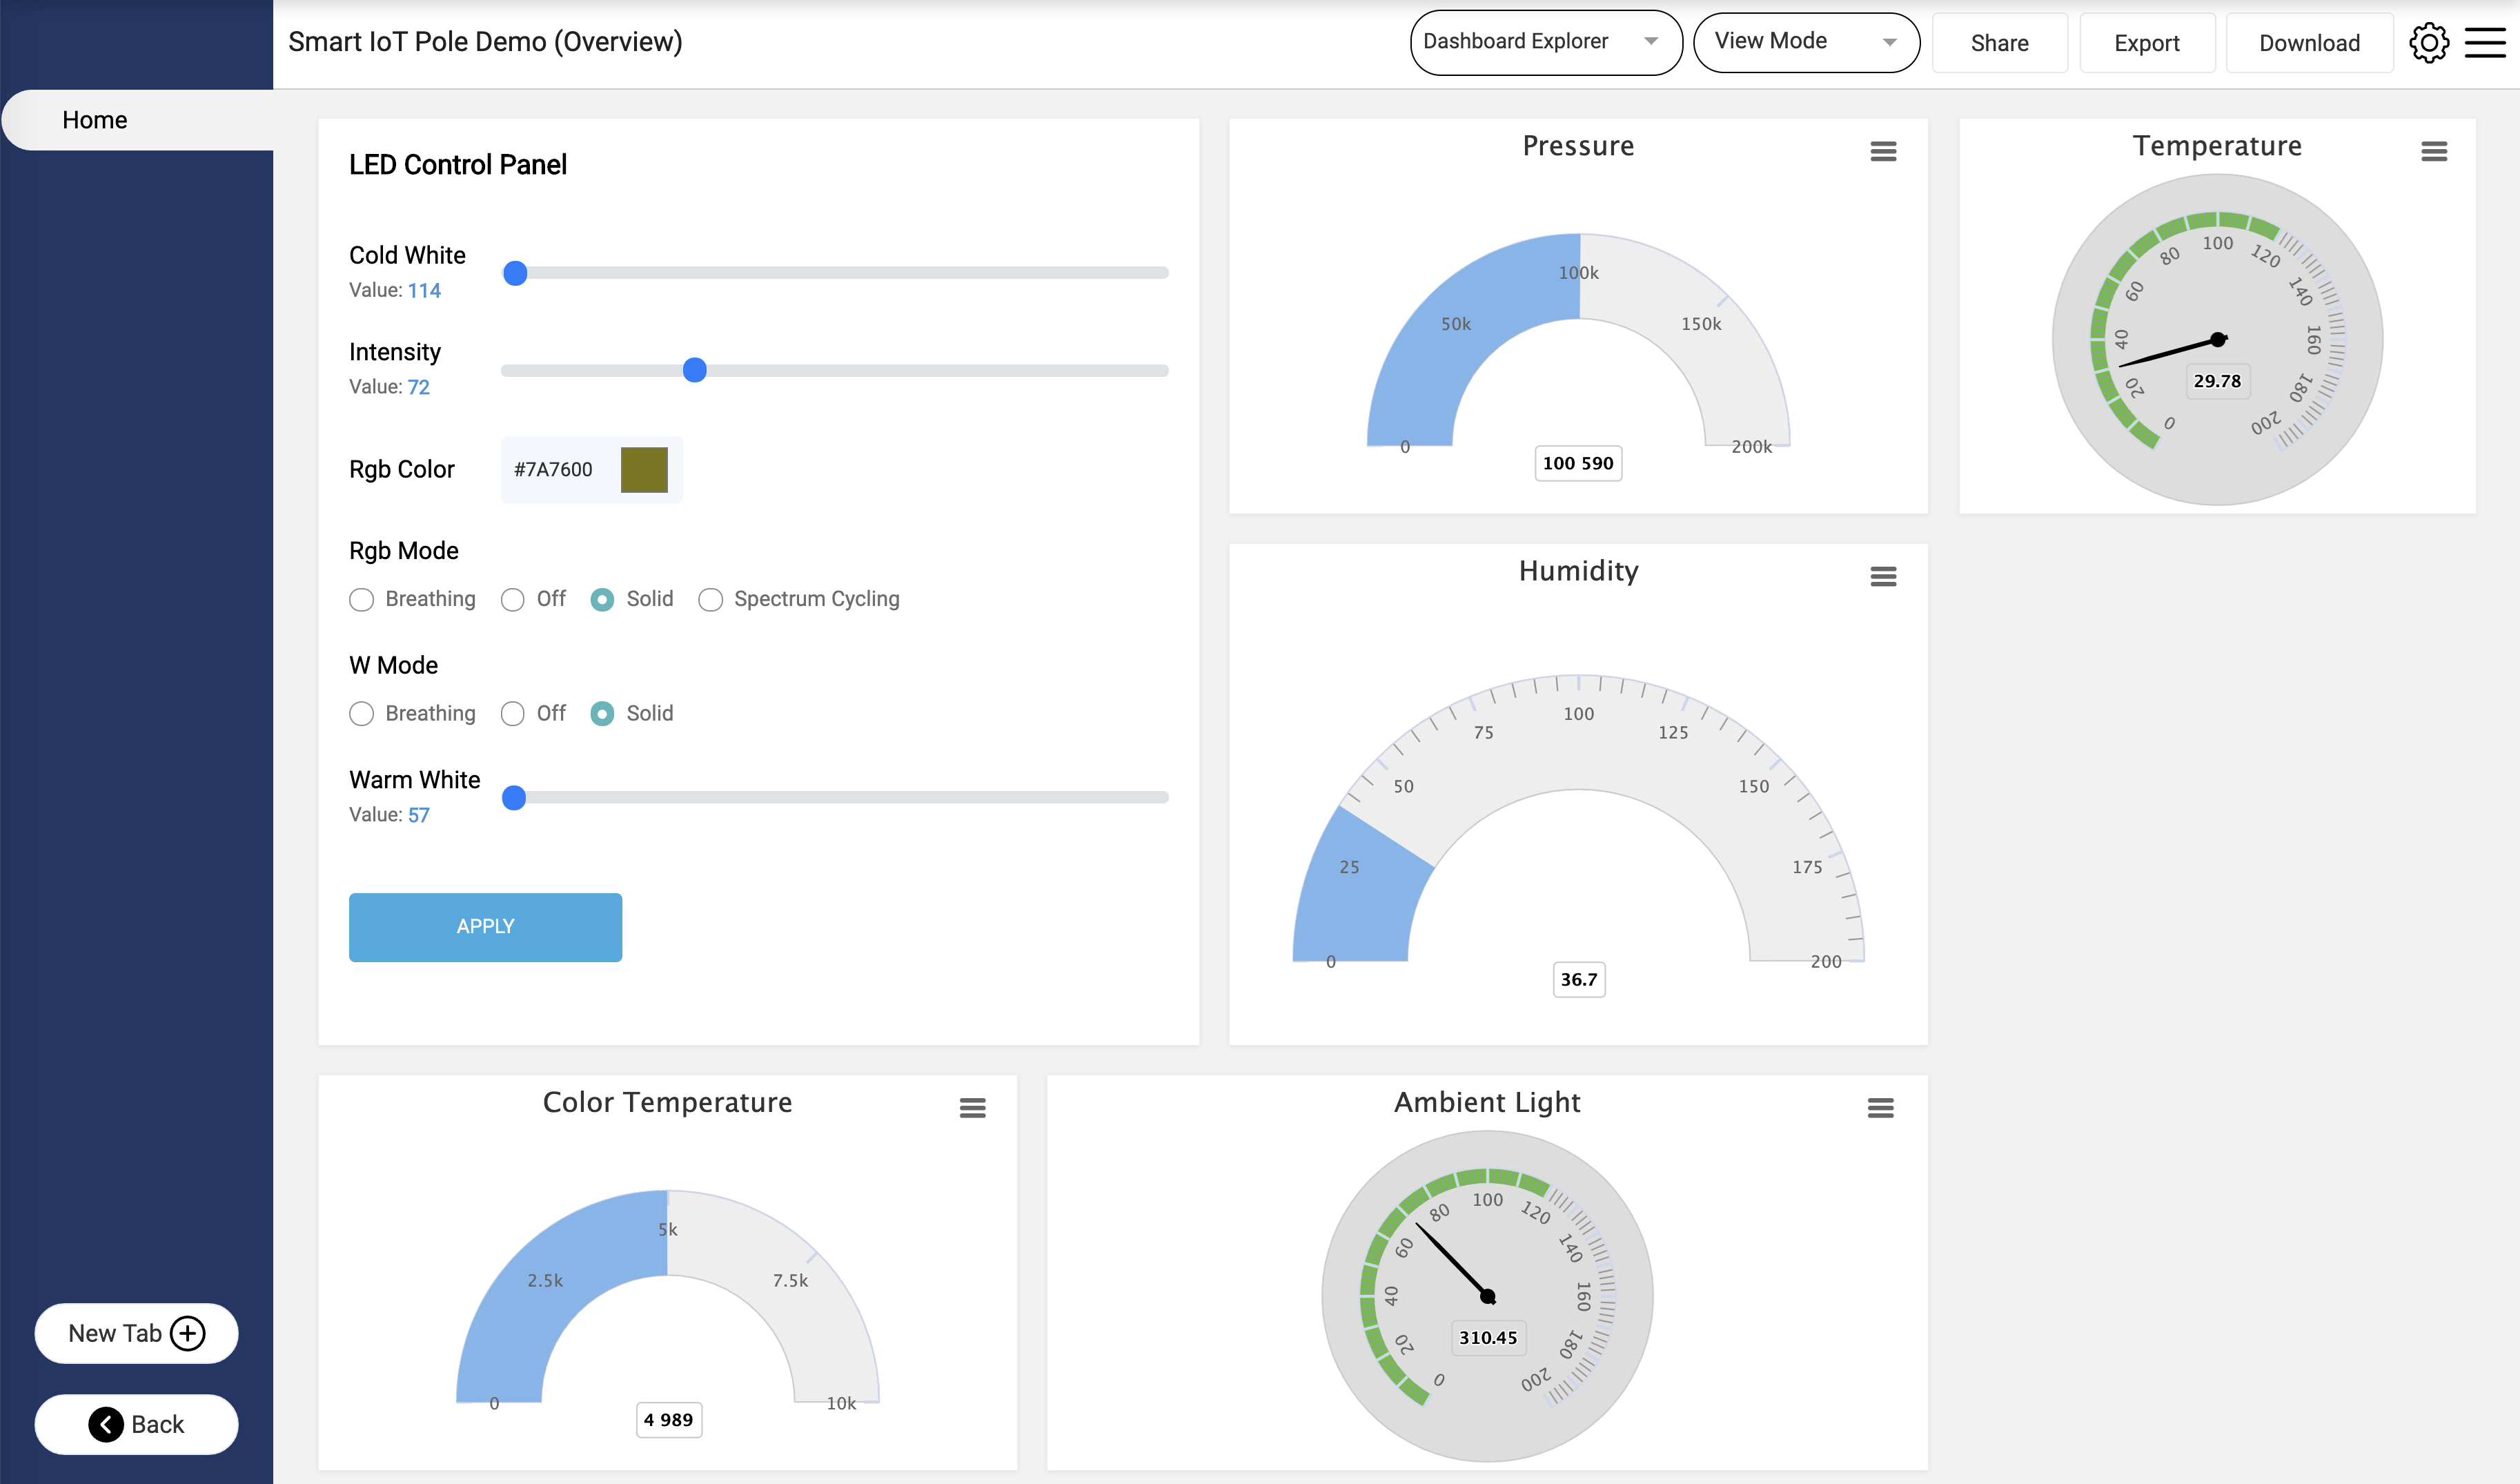 Smart IoT Pole Demo (Overview)
Dashboard Explorer
View Mode
Share
Export
Download
Home
LED Control Panel
Cold White
Value: 114
Intensity
Value: 72
Rgb Color
#7A7600
Rgb Mode
Breathing
Off
Solid
Spectrum Cycling
W Mode
Breathing
Off
Solid
Warm White
Value: 57
APPLY
Pressure
0
50k
100k
150k
200k
100 590
Temperature
0
20
40
60
80
100
120
140
160
180
200
29.78
Humidity
0
25
50
75
100
125
150
175
200
36.7
Color Temperature
0
2.5k
5k
7.5k
10k
4 989
Ambient Light
0
20
40
60
80
100
120
140
160
180
200
310.45
New Tab
Back